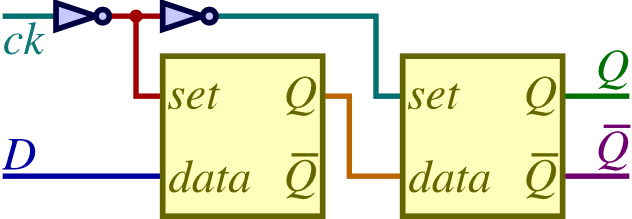 ck
set Q set Q Q
D
data Q̅ data Q̅ Q̅